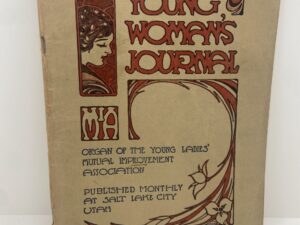 YOUNG
WOMAN'S
JOURNAL
MIA
ORGAN OF THE YOUNG LADIES'
MUTUAL IMPROVEMENT
ASSOCIATION
PUBLISHED MONTHLY
AT SALT LAKE CITY
UTAH